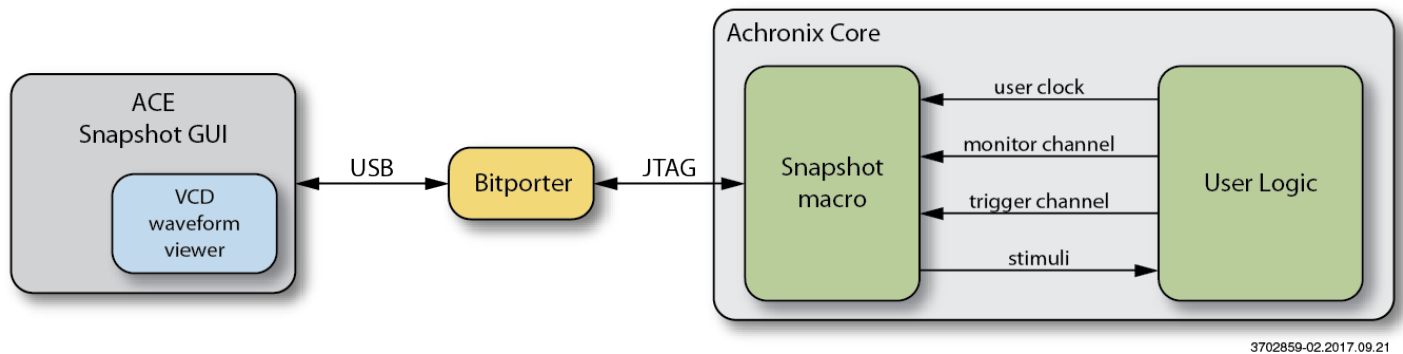 Achronix Core
ACE
Snapshot GUI
VCD
waveform
viewer
USB
Bitporter
JTAG
Snapshot
macro
user clock
monitor channel
trigger channel
stimuli
User Logic
3702859-02.2017.09.21